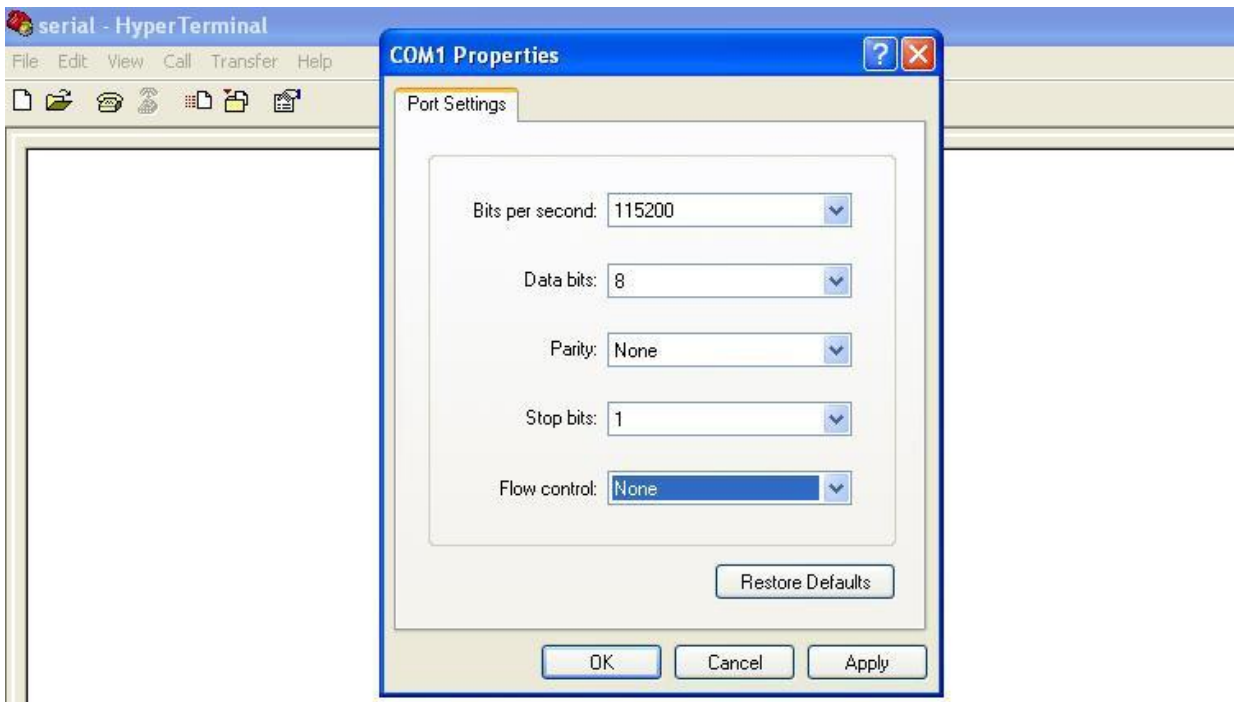 serial - HyperTerminal
File Edit View Call Transfer Help
COM1 Properties
Port Settings
Bits per second: 115200
Data bits: 8
Parity: None
Stop bits: 1
Flow control: None
Restore Defaults
OK Cancel Apply